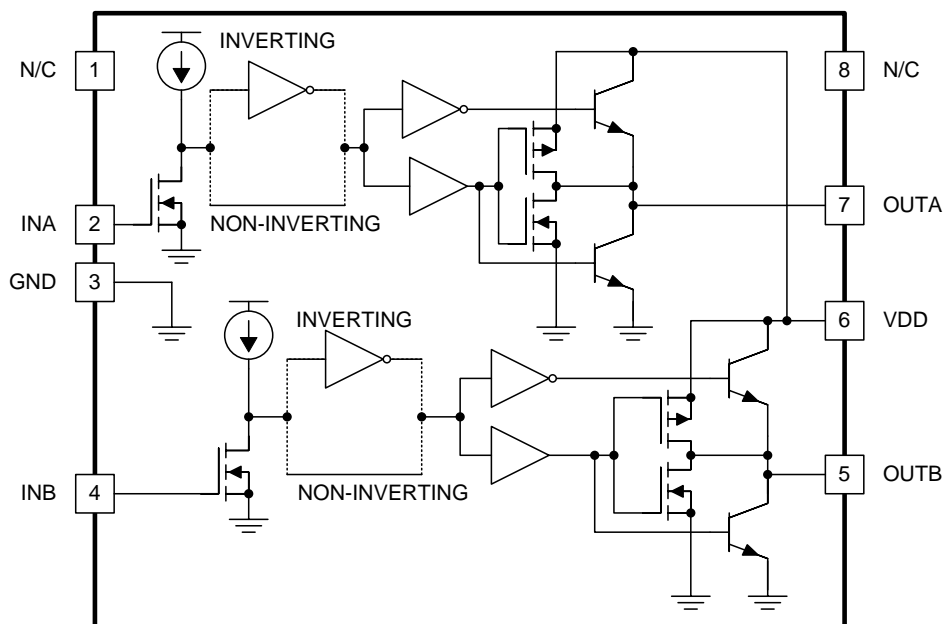 INVERTING
N/C 1
8 N/C
INA 2
NON-INVERTING
7 OUTA
GND 3
INVERTING
6 VDD
INB 4
NON-INVERTING
5 OUTB